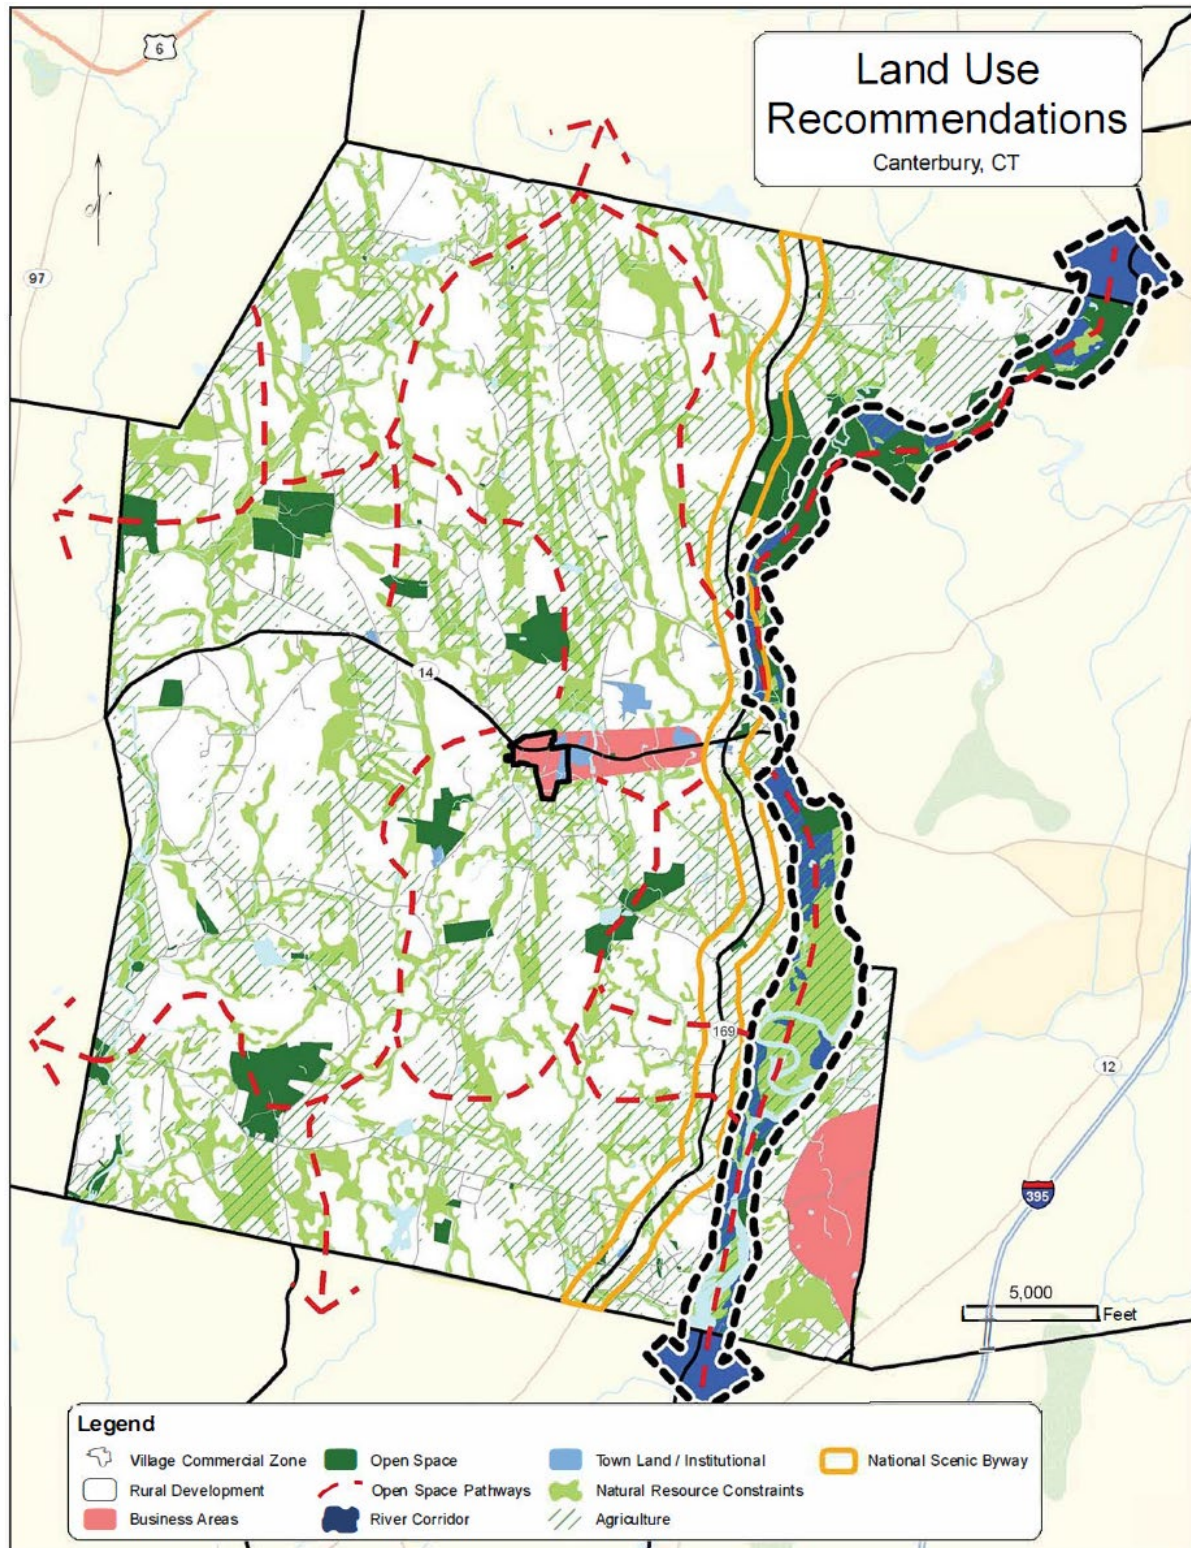 6
Land Use
Recommendations
Canterbury, CT
97
14
169
12
395
5,000
Feet
Legend
Village Commercial Zone
Open Space
Town Land / Institutional
National Scenic Byway
Rural Development
Open Space Pathways
Natural Resource Constraints
Business Areas
River Corridor
Agriculture